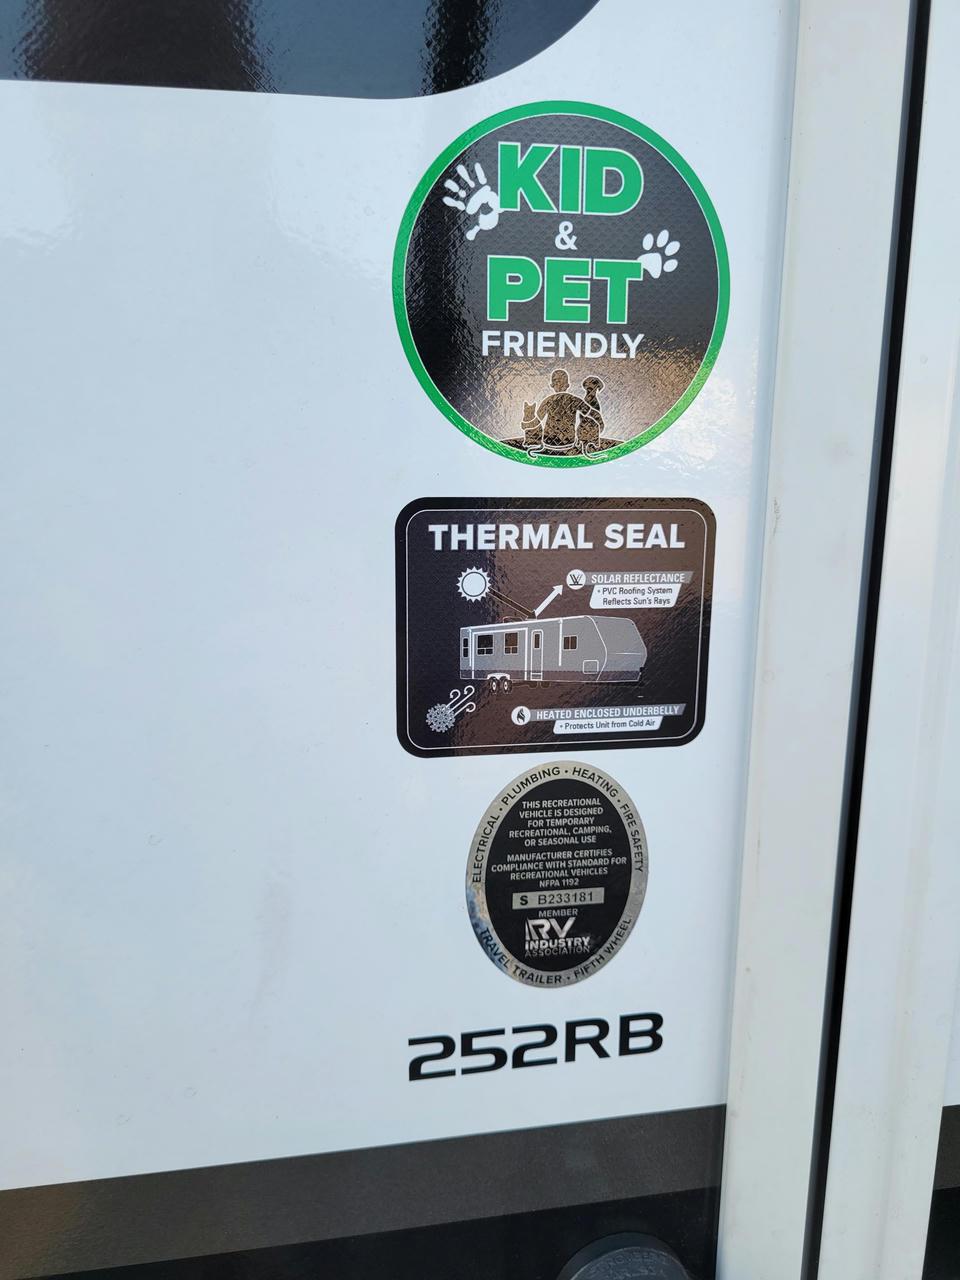 KID
&
PET
FRIENDLY
THERMAL SEAL
SOLAR REFLECTANCE
• PVC Roofing System
Reflects Sun's Rays
HEATED ENCLOSED UNDERBELLY
• Protects Unit from Cold Air
ELECTRICAL • PLUMBING • HEATING • FIRE SAFETY
THIS RECREATIONAL
VEHICLE IS DESIGNED
FOR TEMPORARY
RECREATIONAL, CAMPING,
OR SEASONAL USE
MANUFACTURER CERTIFIES
COMPLIANCE WITH STANDARD FOR
RECREATIONAL VEHICLES
NFPA 1192
S B233181
MEMBER
RV
INDUSTRY
ASSOCIATION
TRAVEL TRAILER • FIFTH WHEEL
252RB